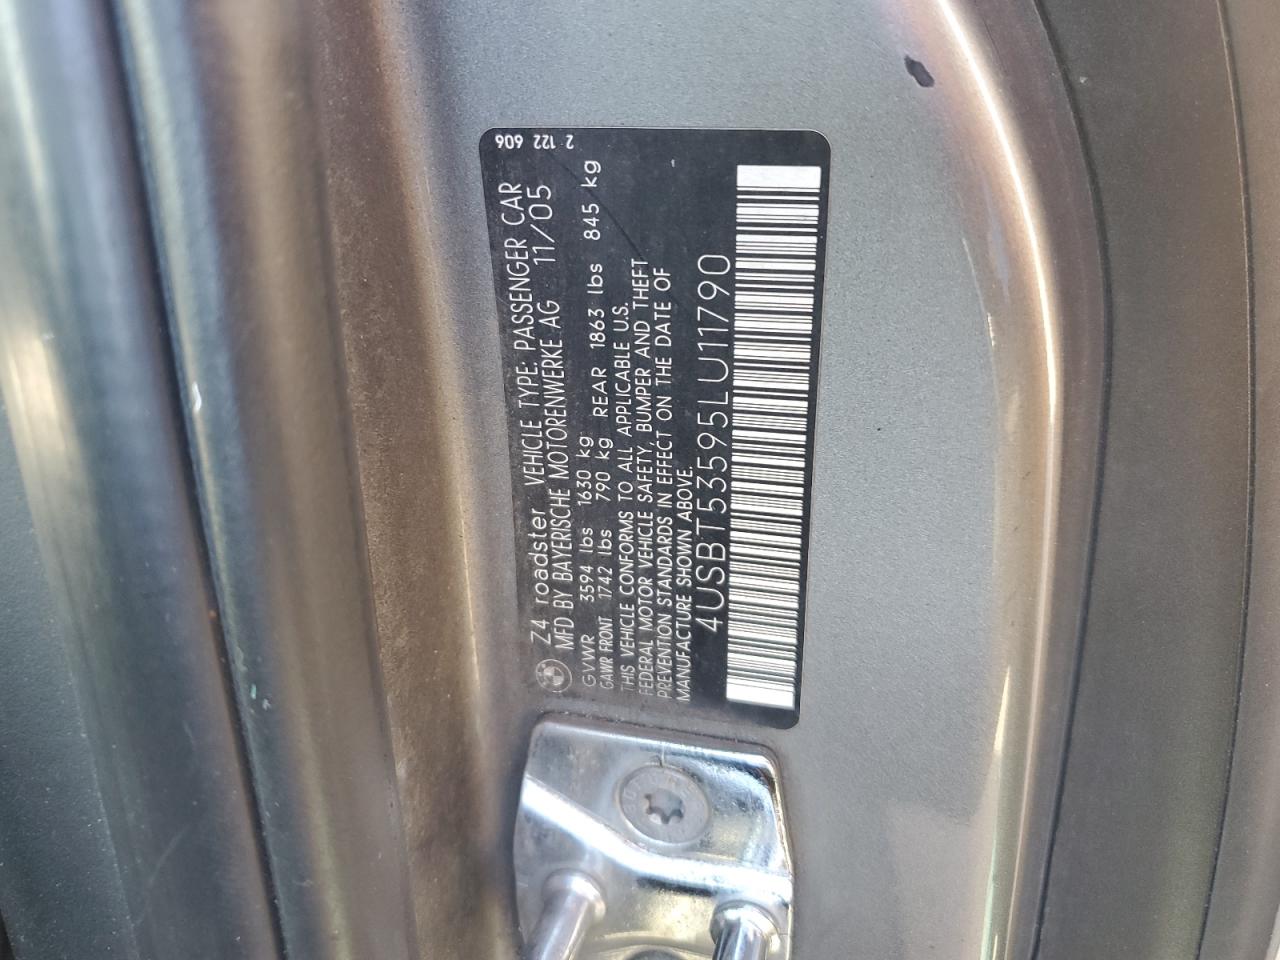 Z4 roadster VEHICLE TYPE: PASSENGER CAR
MFD BY BAYERISCHE MOTORENWERKE AG 11/05
GVWR 3594 lbs 1630 kg
GAWR FRONT 1742 lbs 790 kg REAR 1863 lbs 845 kg
THIS VEHICLE CONFORMS TO ALL APPLICABLE U.S.
FEDERAL MOTOR VEHICLE SAFETY, BUMPER AND THEFT
PREVENTION STANDARDS IN EFFECT ON THE DATE OF
MANUFACTURE SHOWN ABOVE.
4USBT53595LU11790
2 122 606